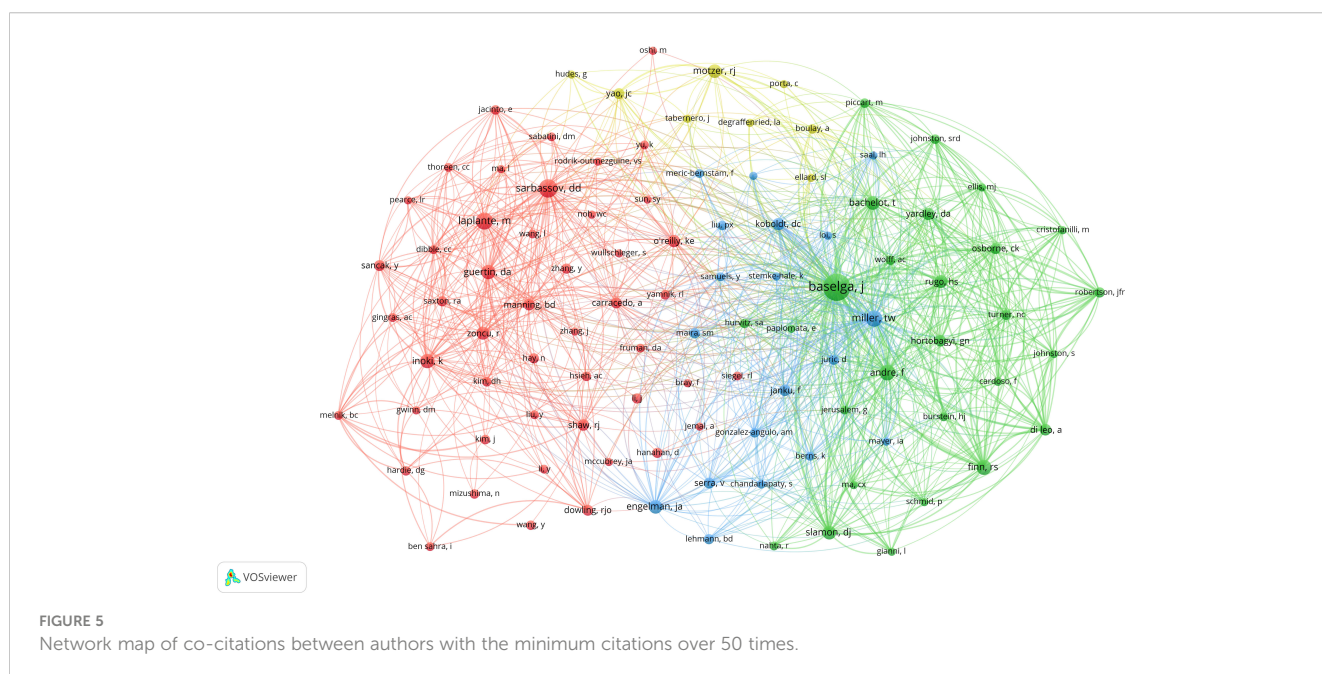 oshi, m
hudes, g
motzer, rj
porta, c
yao, jc
piccart, m
jacinto, e
tabernero, j
degraffenried, la
boulay, a
sabatini, dm
johnston, srd
yu, k
saal, lh
rodrik-outmezguine, vs
thoreen, cc
ma, l
meric-bernstam, f
ellard, sl
sarbassov, dd
ellis, mj
pearce, lr
sun, sy
bachelot, t
noh, wc
yardley, da
laplante, m
liu, px
koboldt, dc
cristofanilli, m
wang, l
loi, s
o'reilly, ke
dibble, cc
wullschleger, s
osborne, ck
sancak, y
wolff, ac
guertin, da
zhang, y
samuels, y
stemke-hale, k
rugo, hs
baselga, j
robertson, jfr
saxton, ra
manning, bd
carracedo, a
yamnik, rl
gingras, ac
turner, nc
miller, tw
zoncu, r
zhang, j
hurvitz, sa
paplomata, e
maira, sm
hortobagyi, gn
fruman, da
johnston, s
inoki, k
hay, n
juric, d
kim, dh
hsieh, ac
bray, f
siegel, rl
andre, f
cardoso, f
janku, f
li, j
melnik, bc
gwinn, dm
liu, y
jerusalem, g
burstein, hj
shaw, rj
jemal, a
gonzalez-angulo, am
di leo, a
kim, j
mayer, ia
hanahan, d
berns, k
mccubrey, ja
hardie, dg
li, y
finn, rs
serra, v
chandarlapaty, s
ma, cx
mizushima, n
schmid, p
engelman, ja
dowling, rjo
wang, y
slamon, dj
lehmann, bd
ben sahra, i
nahta, r
gianni, l
VOSviewer
FIGURE 5
Network map of co-citations between authors with the minimum citations over 50 times.